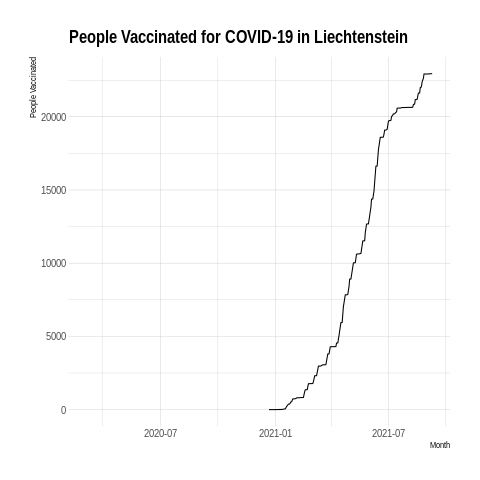 People Vaccinated for COVID-19 in Liechtenstein
People Vaccinated
20000
15000
10000
5000
0
2020-07
2021-01
2021-07
Month